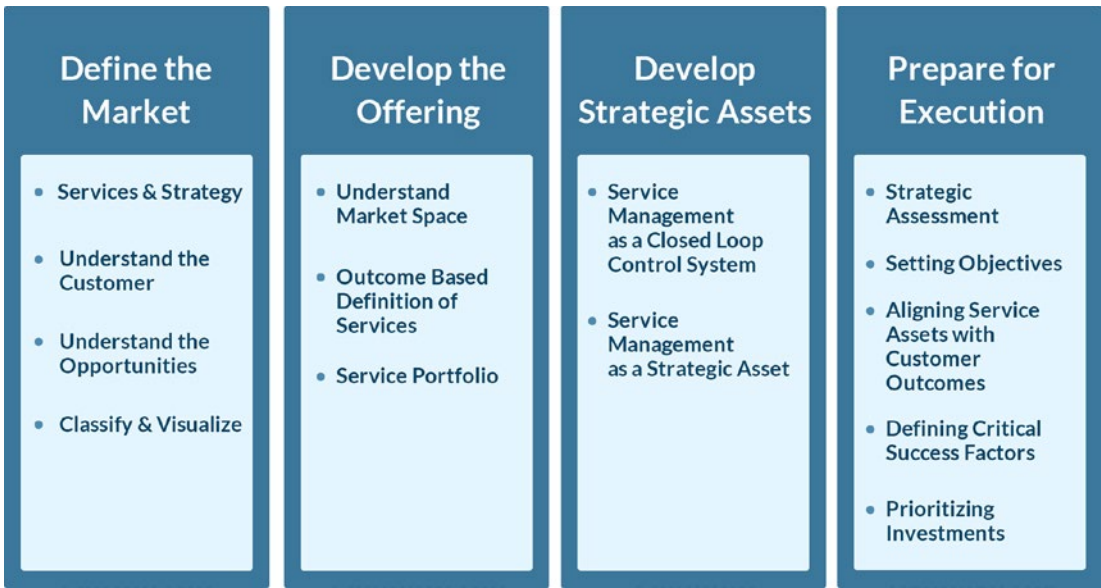 Define the
Market
Services & Strategy
Understand the
Customer
Understand the
Opportunities
Classify & Visualize
Develop the
Offering
Understand
Market Space
Outcome Based
Definition of
Services
Service Portfolio
Develop
Strategic Assets
Service
Management
as a Closed Loop
Control System
Service
Management
as a Strategic Asset
Prepare for
Execution
Strategic
Assessment
Setting Objectives
Aligning Service
Assets with
Customer
Outcomes
Defining Critical
Success Factors
Prioritizing
Investments